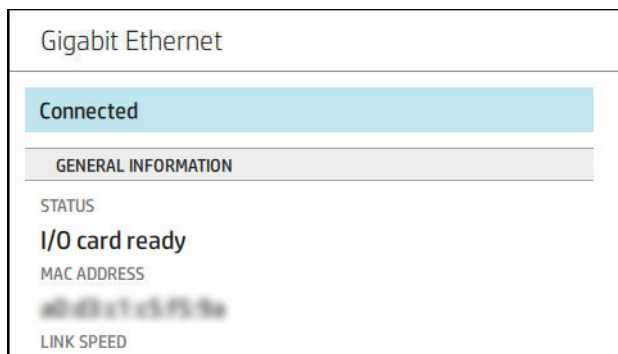 Gigabit Ethernet
Connected
GENERAL INFORMATION
STATUS
I/O card ready
MAC ADDRESS
LINK SPEED